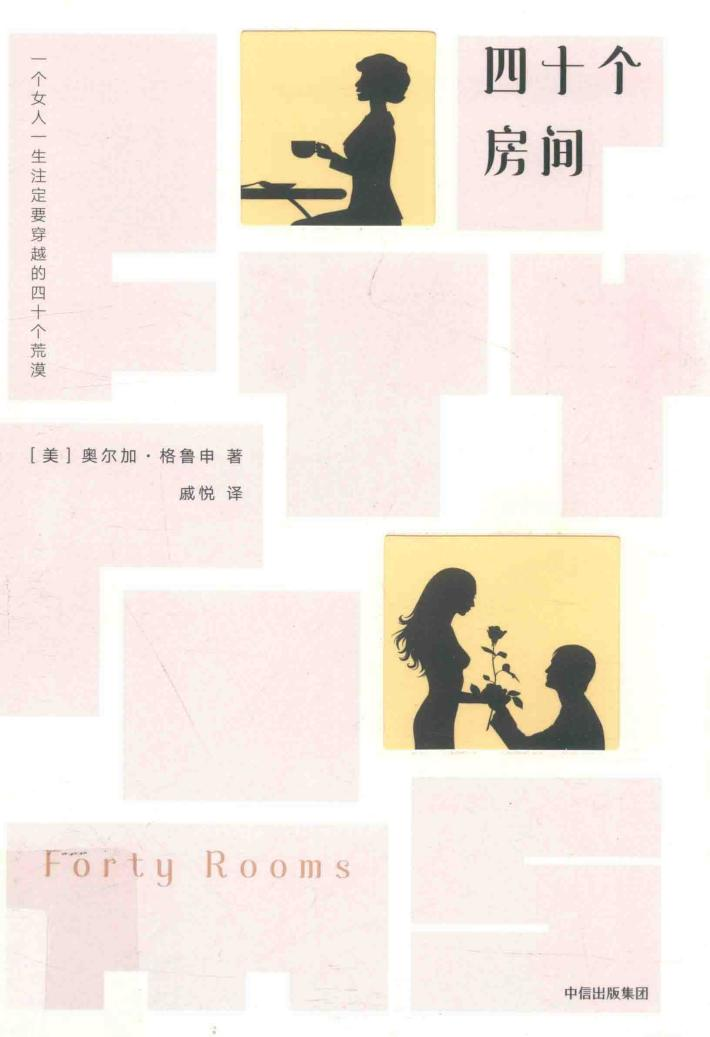 四十个
房间
一个女人一生注定要穿越的四十个荒漠
[美] 奥尔加·格鲁申 著
戚悦 译
Forty Rooms
中信出版集团